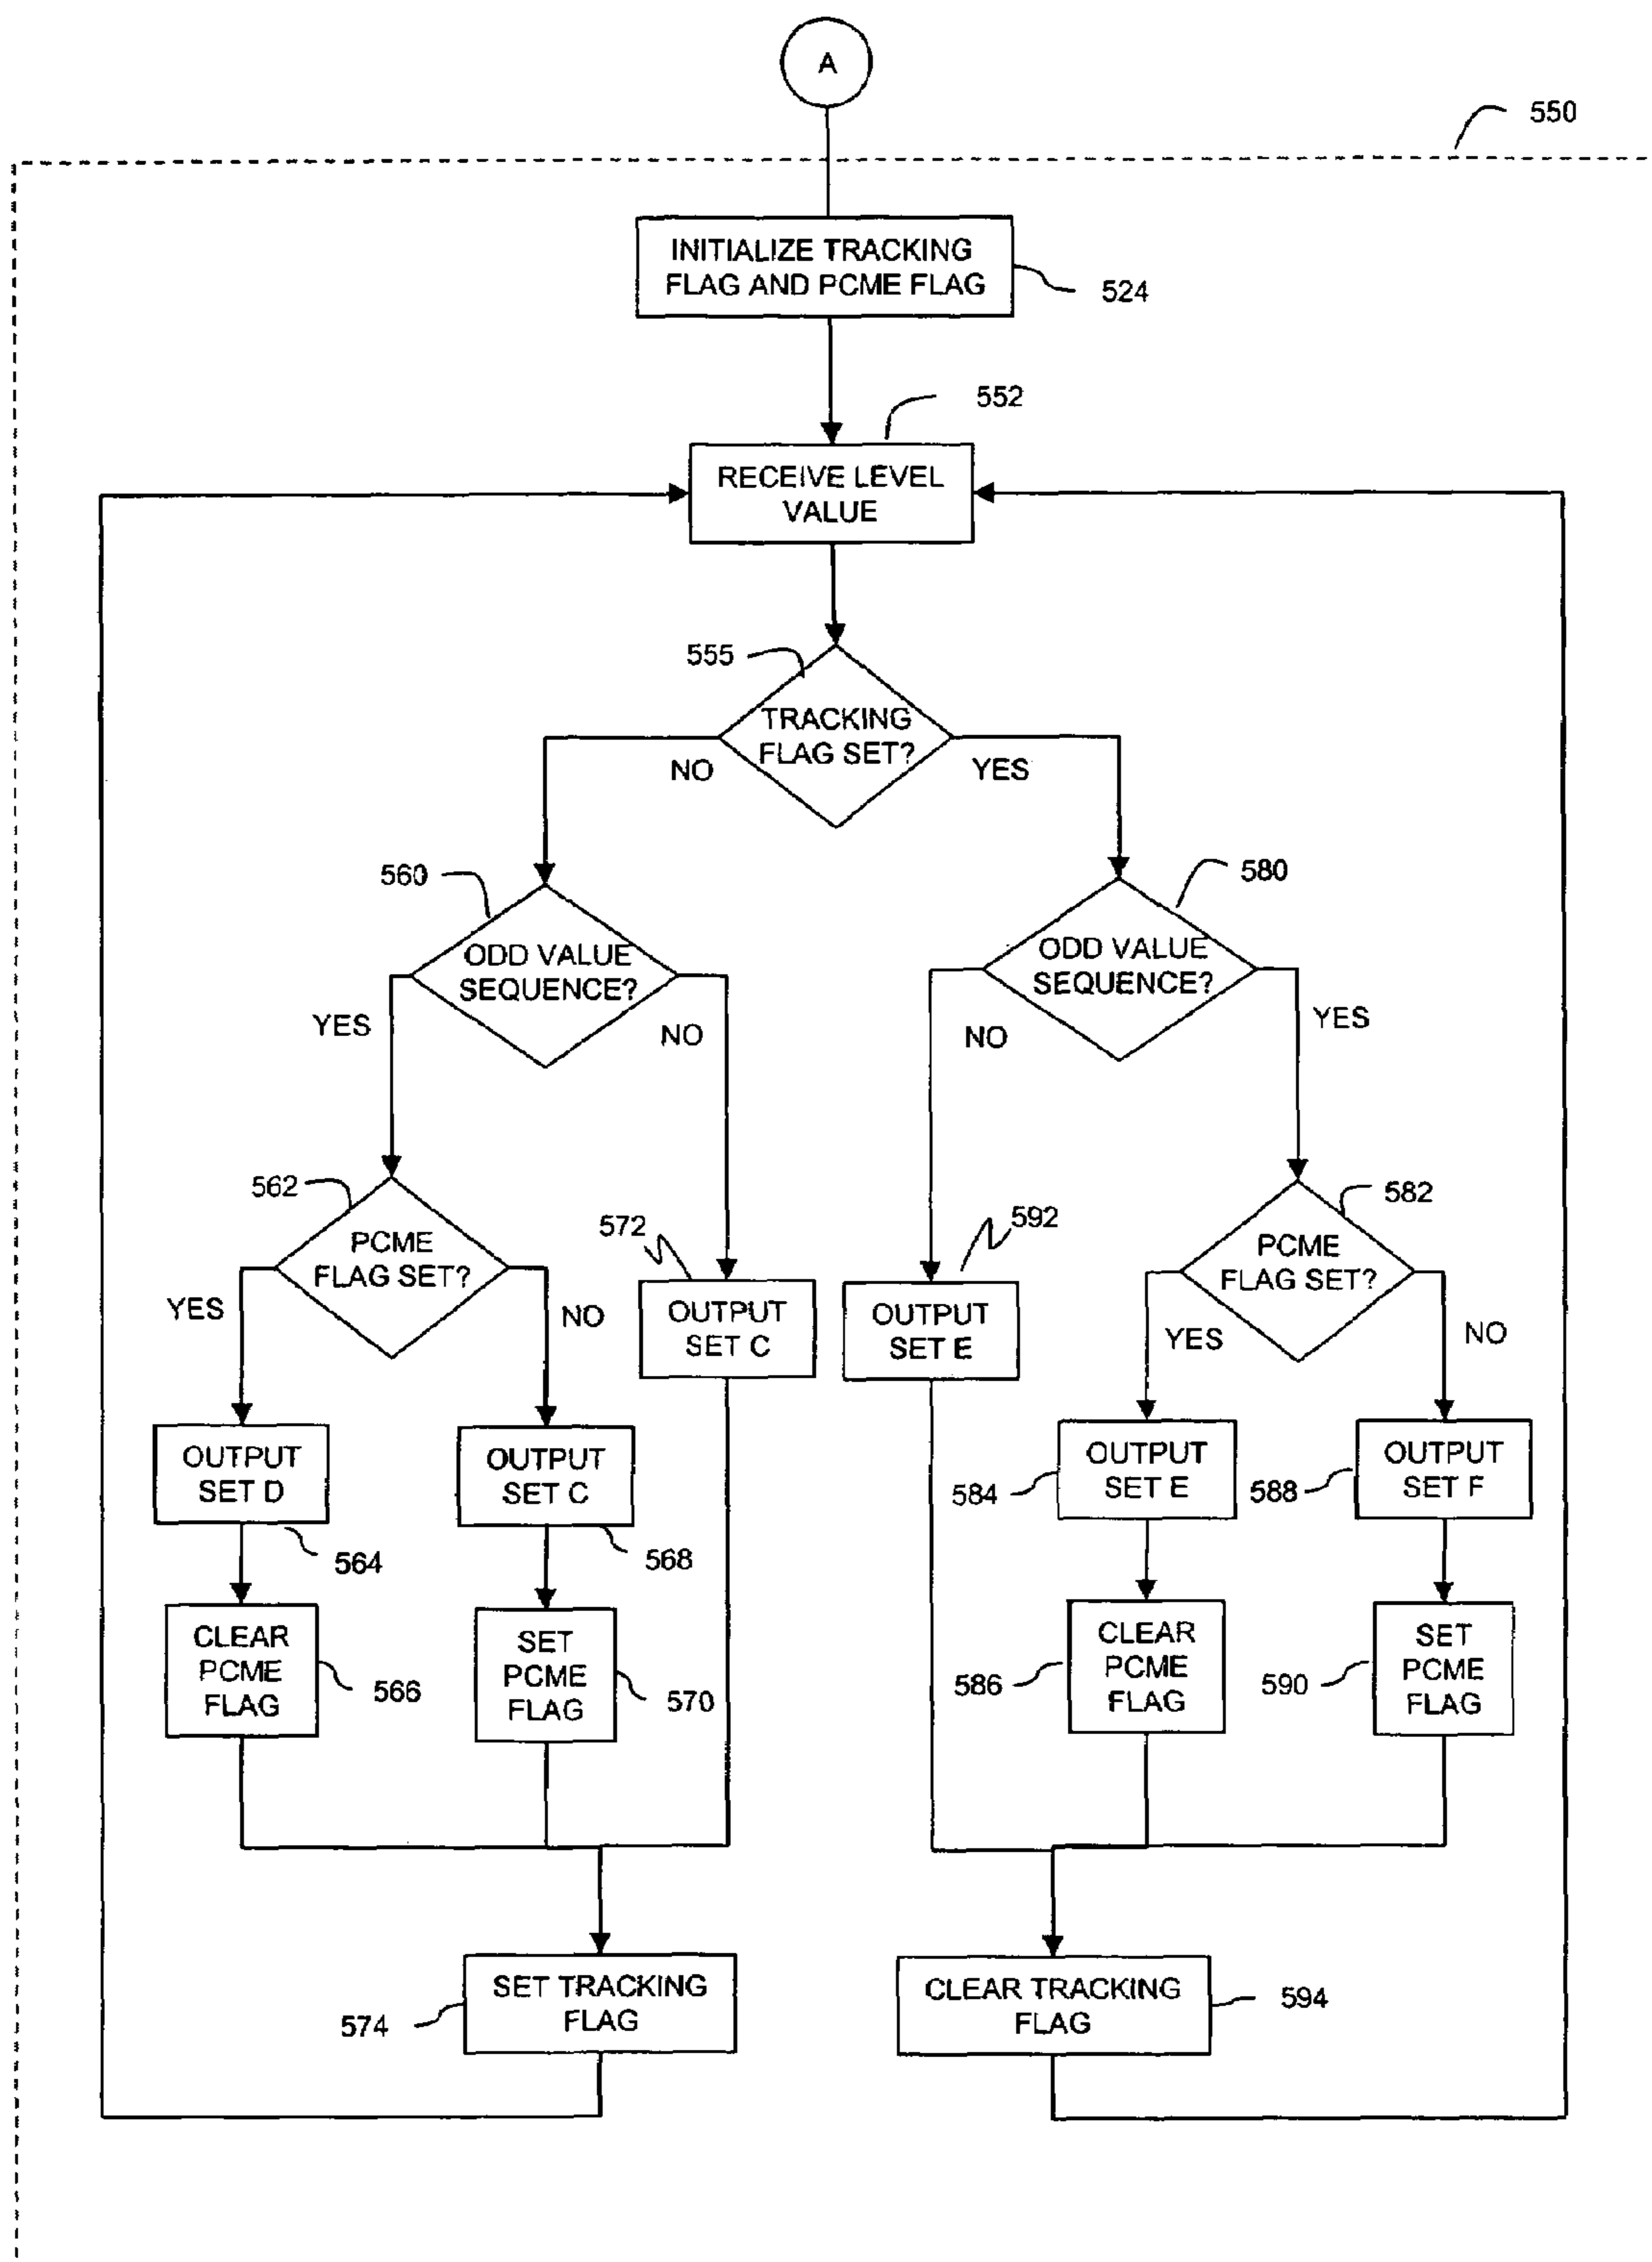 A
550
INITIALIZE TRACKING
FLAG AND PCME FLAG
524
552
RECEIVE LEVEL
VALUE
555
TRACKING
FLAG SET?
NO
YES
560
ODD VALUE
SEQUENCE?
YES
NO
580
ODD VALUE
SEQUENCE?
NO
YES
562
PCME
FLAG SET?
YES
NO
572
OUTPUT
SET C
592
OUTPUT
SET E
582
PCME
FLAG SET?
YES
NO
OUTPUT
SET D
564
OUTPUT
SET C
568
OUTPUT
SET E
584
OUTPUT
SET F
588
CLEAR
PCME
FLAG
566
SET
PCME
FLAG
570
CLEAR
PCME
FLAG
586
SET
PCME
FLAG
590
SET TRACKING
FLAG
574
CLEAR TRACKING
FLAG
594